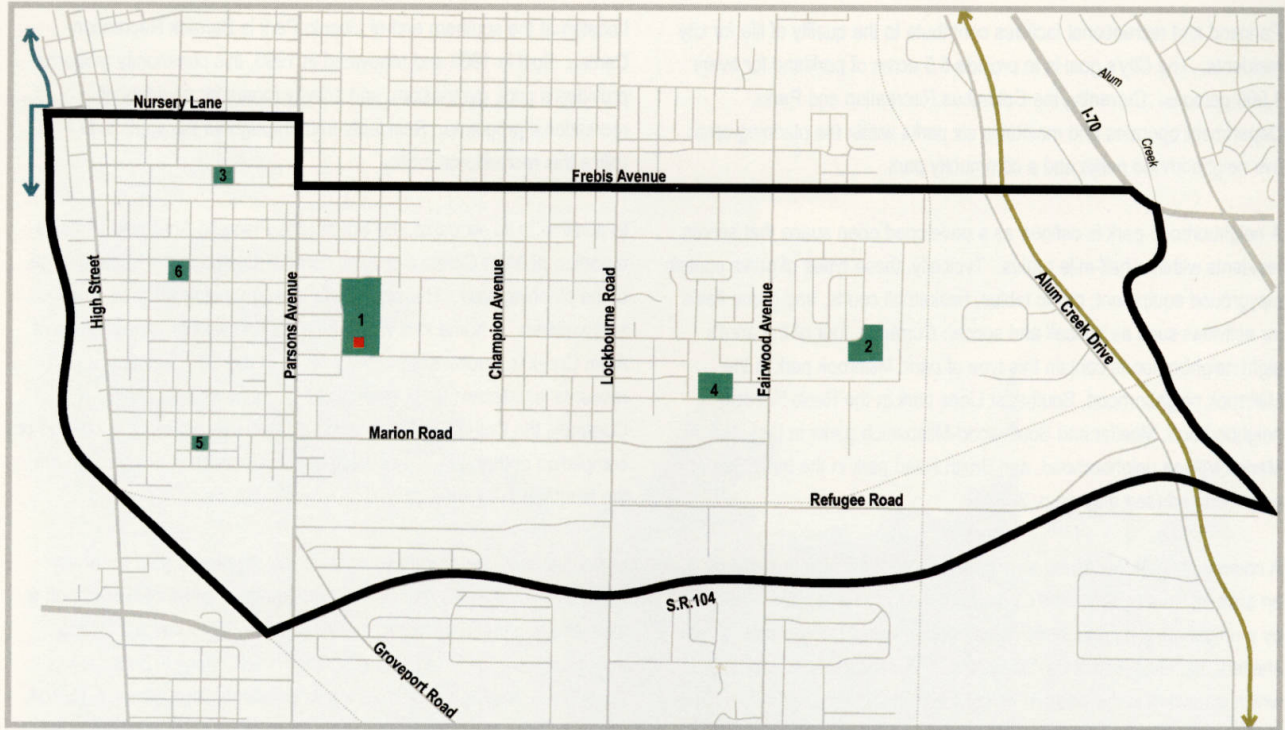 Alum
I-70
Creek
Nursery Lane
3
Frebis Avenue
6
High Street
Parsons Avenue
1
Champion Avenue
Lockbourne Road
Fairwood Avenue
2
Alum Creek Drive
4
5
Marion Road
Refugee Road
S.R.104
Groveport Road